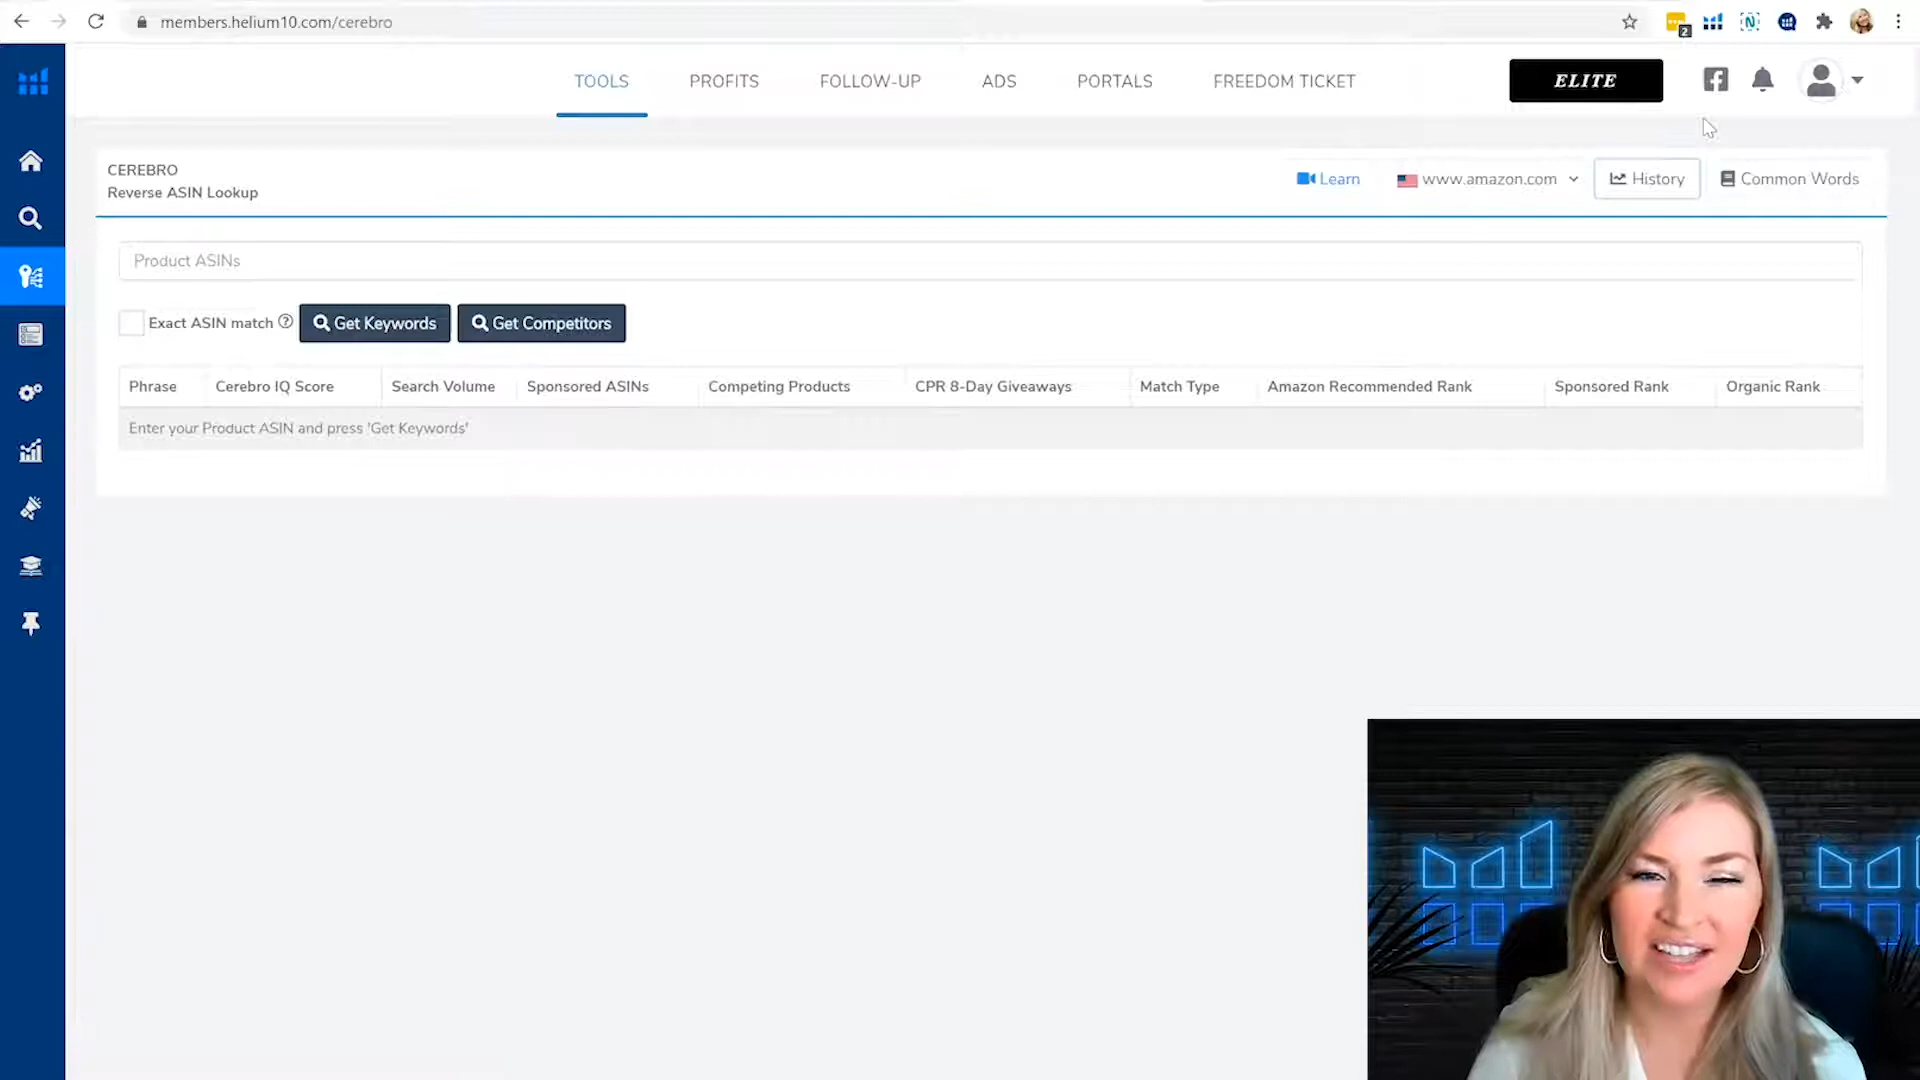 members.helium10.com/cerebro
2
TOOLS
PROFITS
FOLLOW-UP
ADS
PORTALS
FREEDOM TICKET
ELITE
CEREBRO
Reverse ASIN Lookup
Learn
www.amazon.com
History
Common Words
Product ASINs
Exact ASIN match
Get Keywords
Get Competitors
Phrase
Cerebro IQ Score
Search Volume
Sponsored ASINs
Competing Products
CPR 8-Day Giveaways
Match Type
Amazon Recommended Rank
Sponsored Rank
Organic Rank
Enter your Product ASIN and press 'Get Keywords'